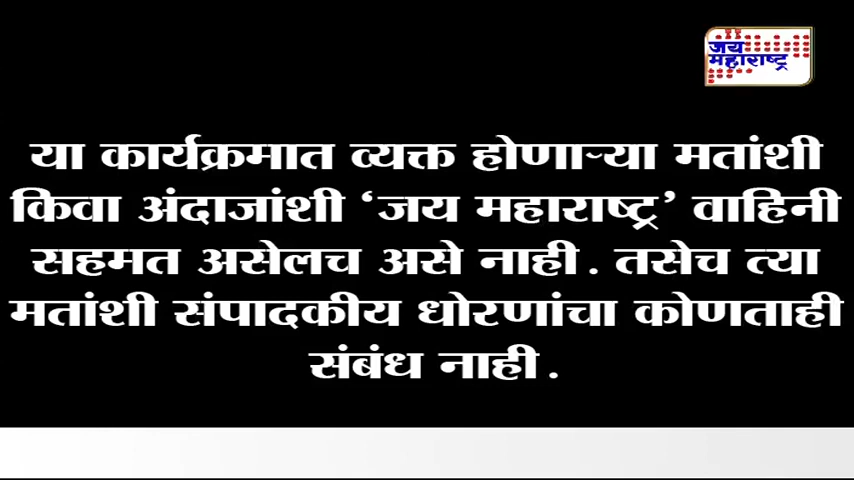 जय
महाराष्ट्र
या कार्यक्रमात व्यक्त होणाऱ्या मतांशी
किंवा अंदाजांशी ‘जय महाराष्ट्र’ वाहिनी
सहमत असेलच असे नाही. तसेच त्या
मतांशी संपादकीय धोरणांचा कोणताही
संबंध नाही.